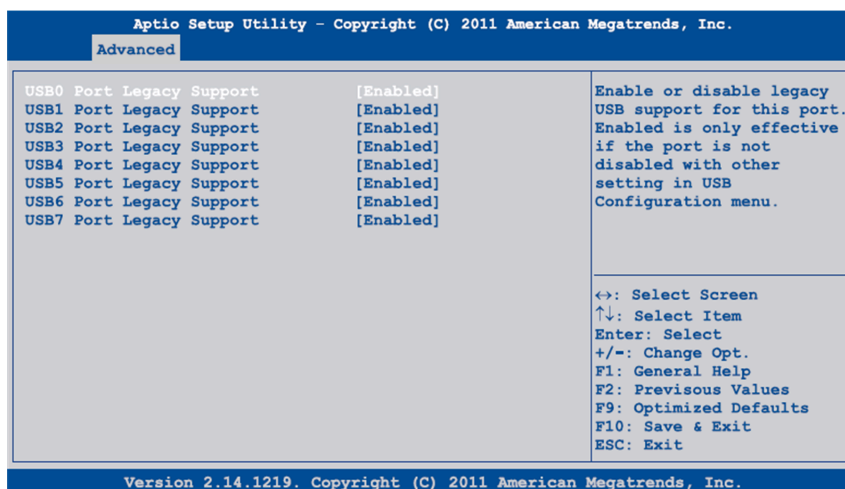 Aptio Setup Utility – Copyright (C) 2011 American Megatrends, Inc.
Advanced
USB0 Port Legacy Support [Enabled]
USB1 Port Legacy Support [Enabled]
USB2 Port Legacy Support [Enabled]
USB3 Port Legacy Support [Enabled]
USB4 Port Legacy Support [Enabled]
USB5 Port Legacy Support [Enabled]
USB6 Port Legacy Support [Enabled]
USB7 Port Legacy Support [Enabled]
Enable or disable legacy
USB support for this port.
Enabled is only effective
if the port is not
disabled with other
setting in USB
Configuration menu.
↔: Select Screen
↑↓: Select Item
Enter: Select
+/-: Change Opt.
F1: General Help
F2: Previsous Values
F9: Optimized Defaults
F10: Save & Exit
ESC: Exit
Version 2.14.1219. Copyright (C) 2011 American Megatrends, Inc.